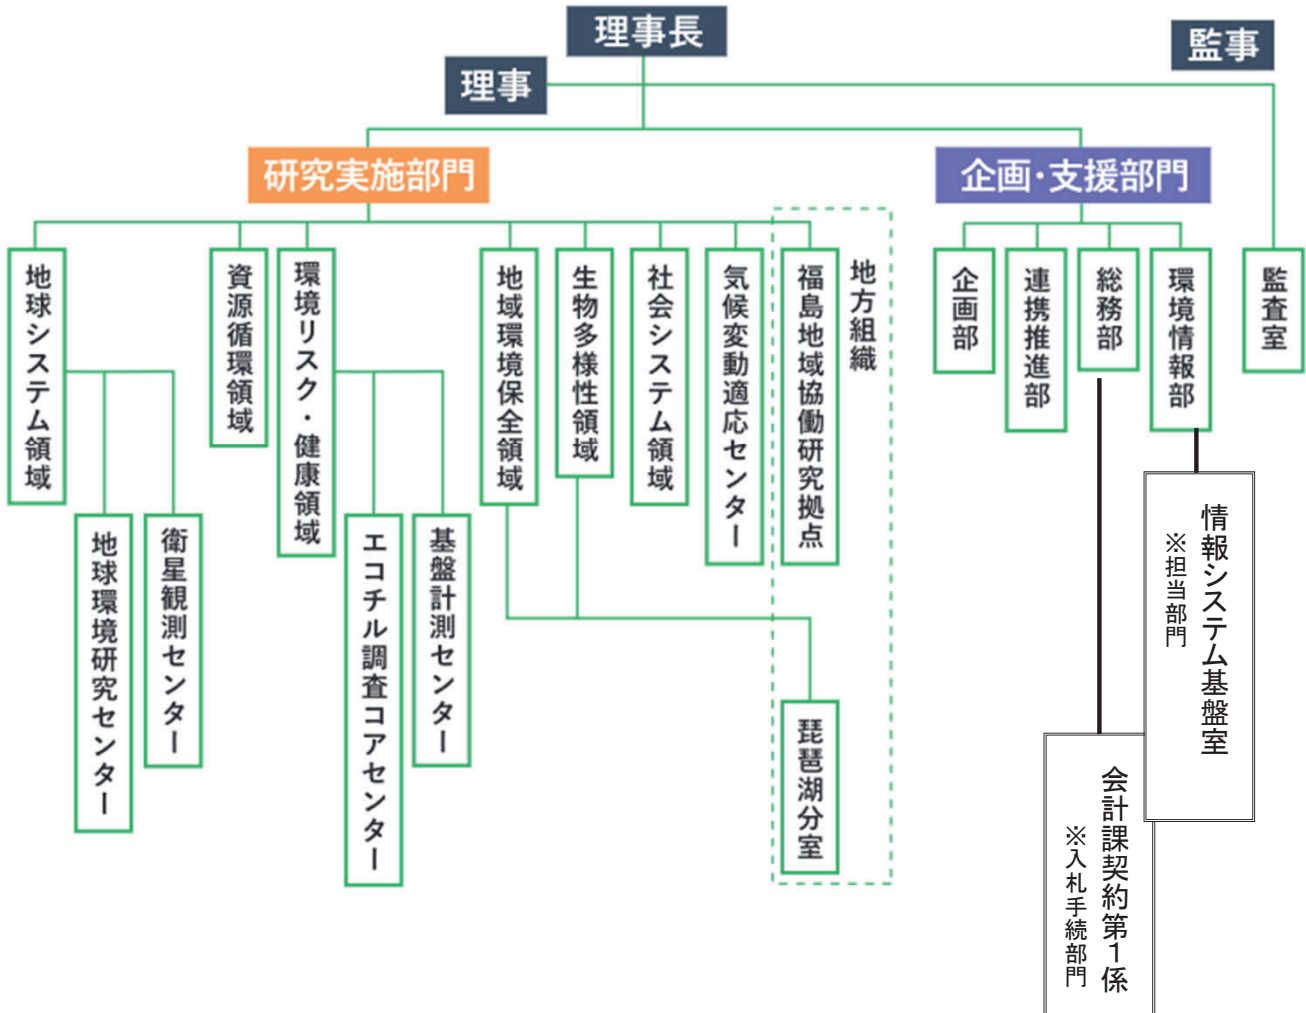 理事長
監事
理事
研究実施部門
企画・支援部門
地球システム領域
資源循環領域
環境リスク・健康領域
地域環境保全領域
生物多様性領域
社会システム領域
気候変動適応センター
福島地域協働研究拠点
地方組織
企画部
連携推進部
総務部
環境情報部
監査室
地球環境研究センター
衛星観測センター
エコチル調査コアセンター
基盤計測センター
琵琶湖分室
情報システム基盤室
※担当部門
会計課契約第1係
※入札手続部門